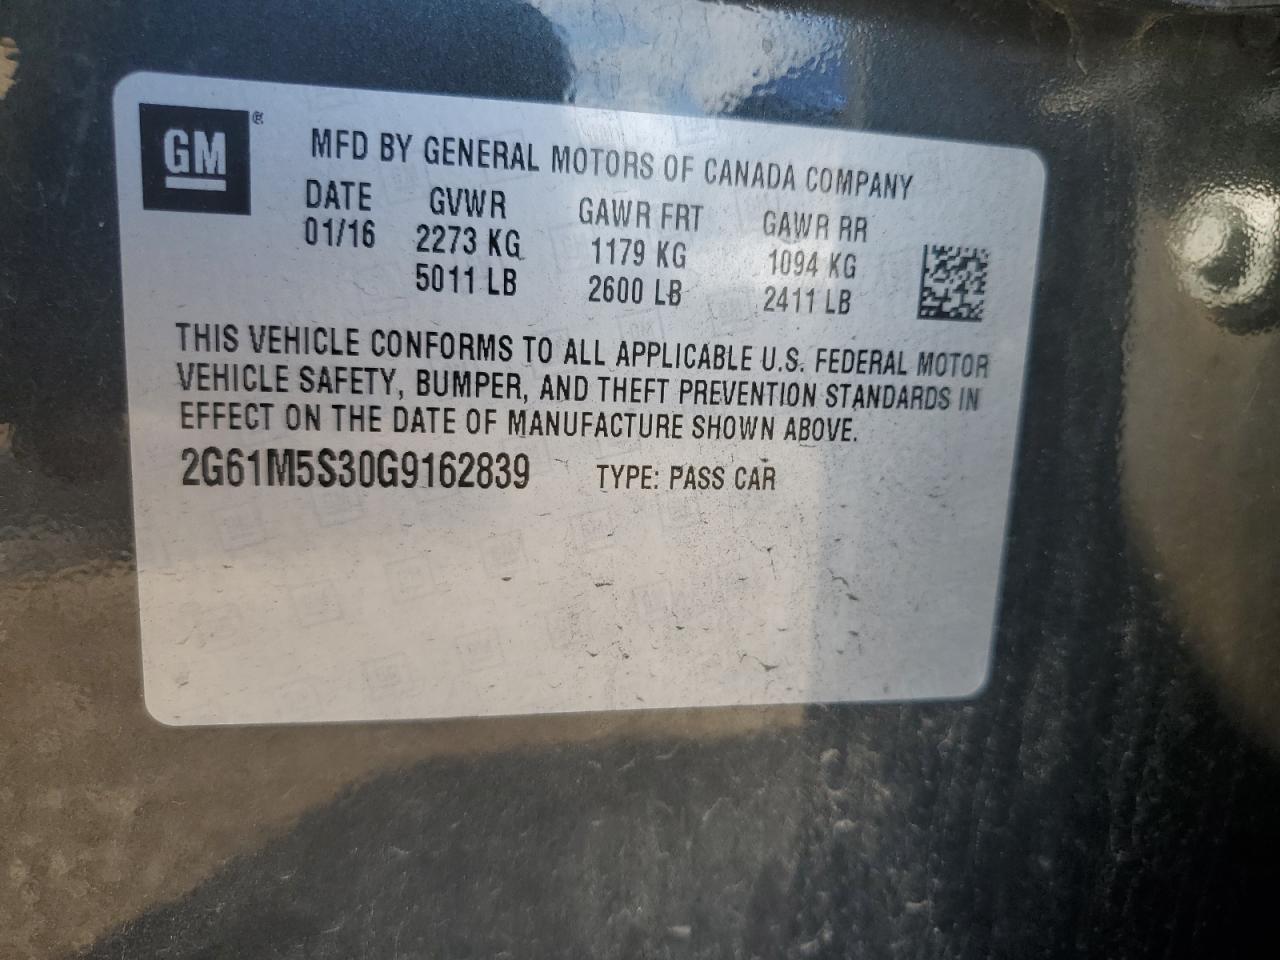 GM ®
MFD BY GENERAL MOTORS OF CANADA COMPANY
DATE GVWR GAWR FRT GAWR RR
01/16 2273 KG 1179 KG 1094 KG
5011 LB 2600 LB 2411 LB
THIS VEHICLE CONFORMS TO ALL APPLICABLE U.S. FEDERAL MOTOR
VEHICLE SAFETY, BUMPER, AND THEFT PREVENTION STANDARDS IN
EFFECT ON THE DATE OF MANUFACTURE SHOWN ABOVE.
2G61M5S30G9162839 TYPE: PASS CAR